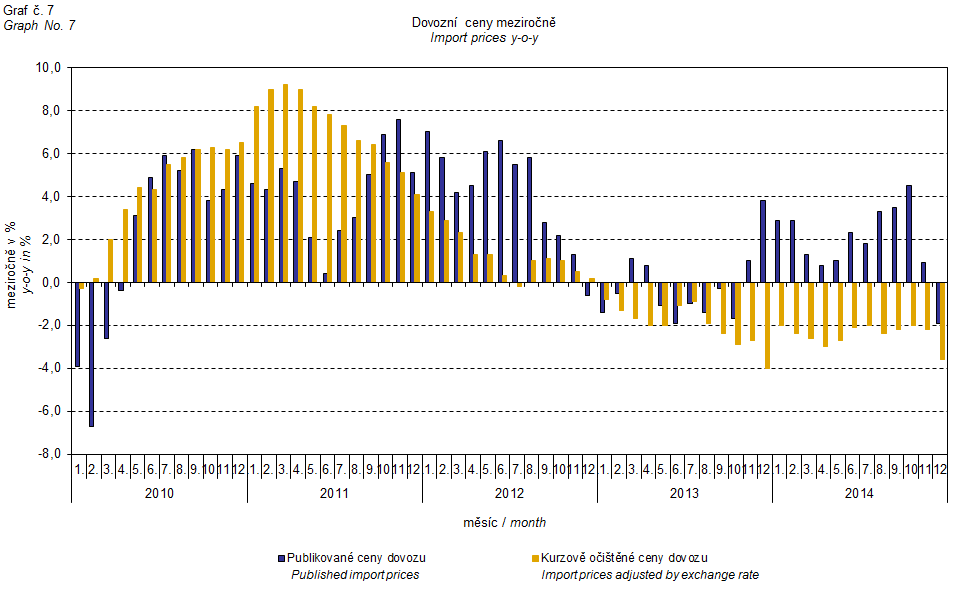 Graf č. 7
Graph No. 7
Dovozní ceny meziročně
Import prices y-o-y
meziročně v %
y-o-y in %
10,0
8,0
6,0
4,0
2,0
0,0
-2,0
-4,0
-6,0
-8,0
1. 2. 3. 4. 5. 6. 7. 8. 9. 10 11 12 1. 2. 3. 4. 5. 6. 7. 8. 9. 10 11 12 1. 2. 3. 4. 5. 6. 7. 8. 9. 10 11 12 1. 2. 3. 4. 5. 6. 7. 8. 9. 10 11 12 1. 2. 3. 4. 5. 6. 7. 8. 9. 10 11 12
2010 2011 2012 2013 2014
měsíc / month
Publikované ceny dovozu
Published import prices
Kurzově očištěné ceny dovozu
Import prices adjusted by exchange rate